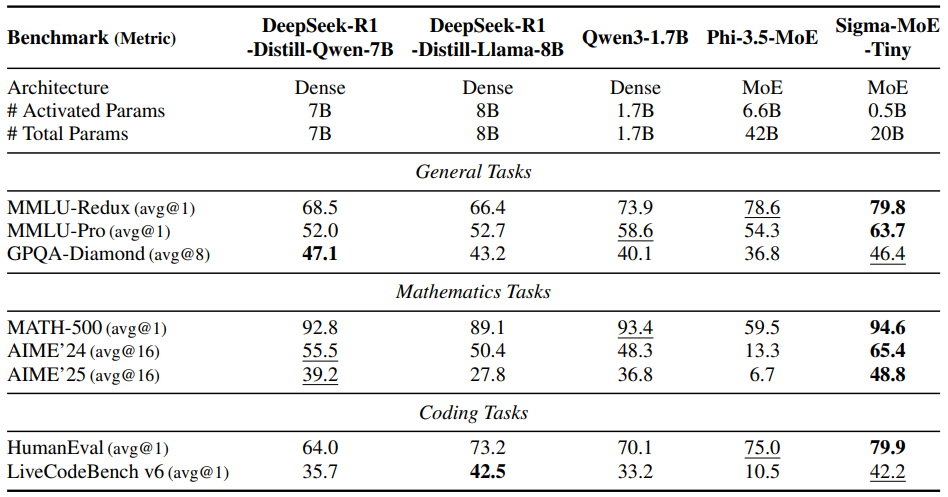 Benchmark (Metric) DeepSeek-R1 -Distill-Qwen-7B DeepSeek-R1 -Distill-Llama-8B Qwen3-1.7B Phi-3.5-MoE Sigma-MoE -Tiny
Architecture Dense Dense Dense MoE MoE
# Activated Params 7B 8B 1.7B 6.6B 0.5B
# Total Params 7B 8B 1.7B 42B 20B
General Tasks
MMLU-Redux (avg@1) 68.5 66.4 73.9 78.6 79.8
MMLU-Pro (avg@1) 52.0 52.7 58.6 54.3 63.7
GPQA-Diamond (avg@8) 47.1 43.2 40.1 36.8 46.4
Mathematics Tasks
MATH-500 (avg@1) 92.8 89.1 93.4 59.5 94.6
AIME’24 (avg@16) 55.5 50.4 48.3 13.3 65.4
AIME’25 (avg@16) 39.2 27.8 36.8 6.7 48.8
Coding Tasks
HumanEval (avg@1) 64.0 73.2 70.1 75.0 79.9
LiveCodeBench v6 (avg@1) 35.7 42.5 33.2 10.5 42.2